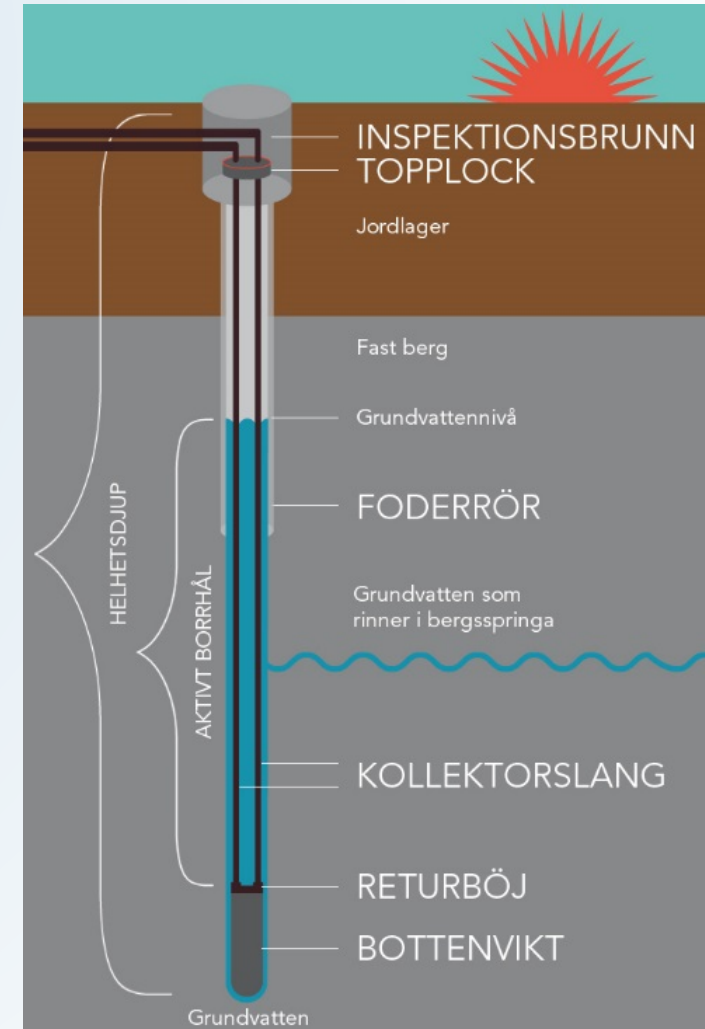 INSPEKTIONSBRUNN
TOPPLOCK
Jordlager
Fast berg
Grundvattennivå
HELHETSDJUP
AKTIVT BORRHÅL
FODERRÖR
Grundvatten som
rinner i bergsspringa
KOLLEKTORSLANG
RETURBÖJ
BOTTENVIKT
Grundvatten